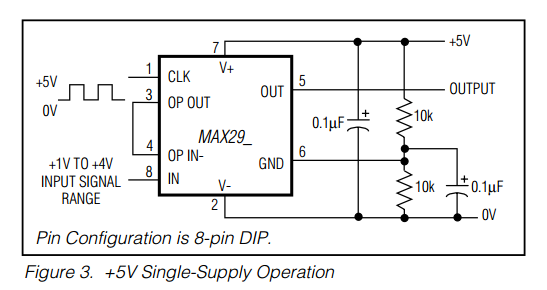 +5V
7
V+
1
CLK
+5V
0V
3
OP OUT
OUT
5
OUTPUT
0.1µF
+
10k
MAX29_
4
OP IN-
GND
6
+1V TO +4V
INPUT SIGNAL
RANGE
8
IN
V-
2
10k
+
0.1µF
0V
Pin Configuration is 8-pin DIP.
Figure 3. +5V Single-Supply Operation